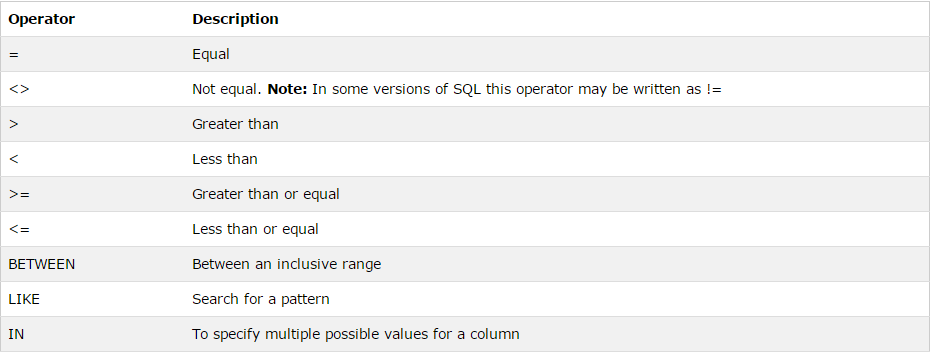 Operator Description
= Equal
<> Not equal. Note: In some versions of SQL this operator may be written as !=
> Greater than
< Less than
>= Greater than or equal
<= Less than or equal
BETWEEN Between an inclusive range
LIKE Search for a pattern
IN To specify multiple possible values for a column